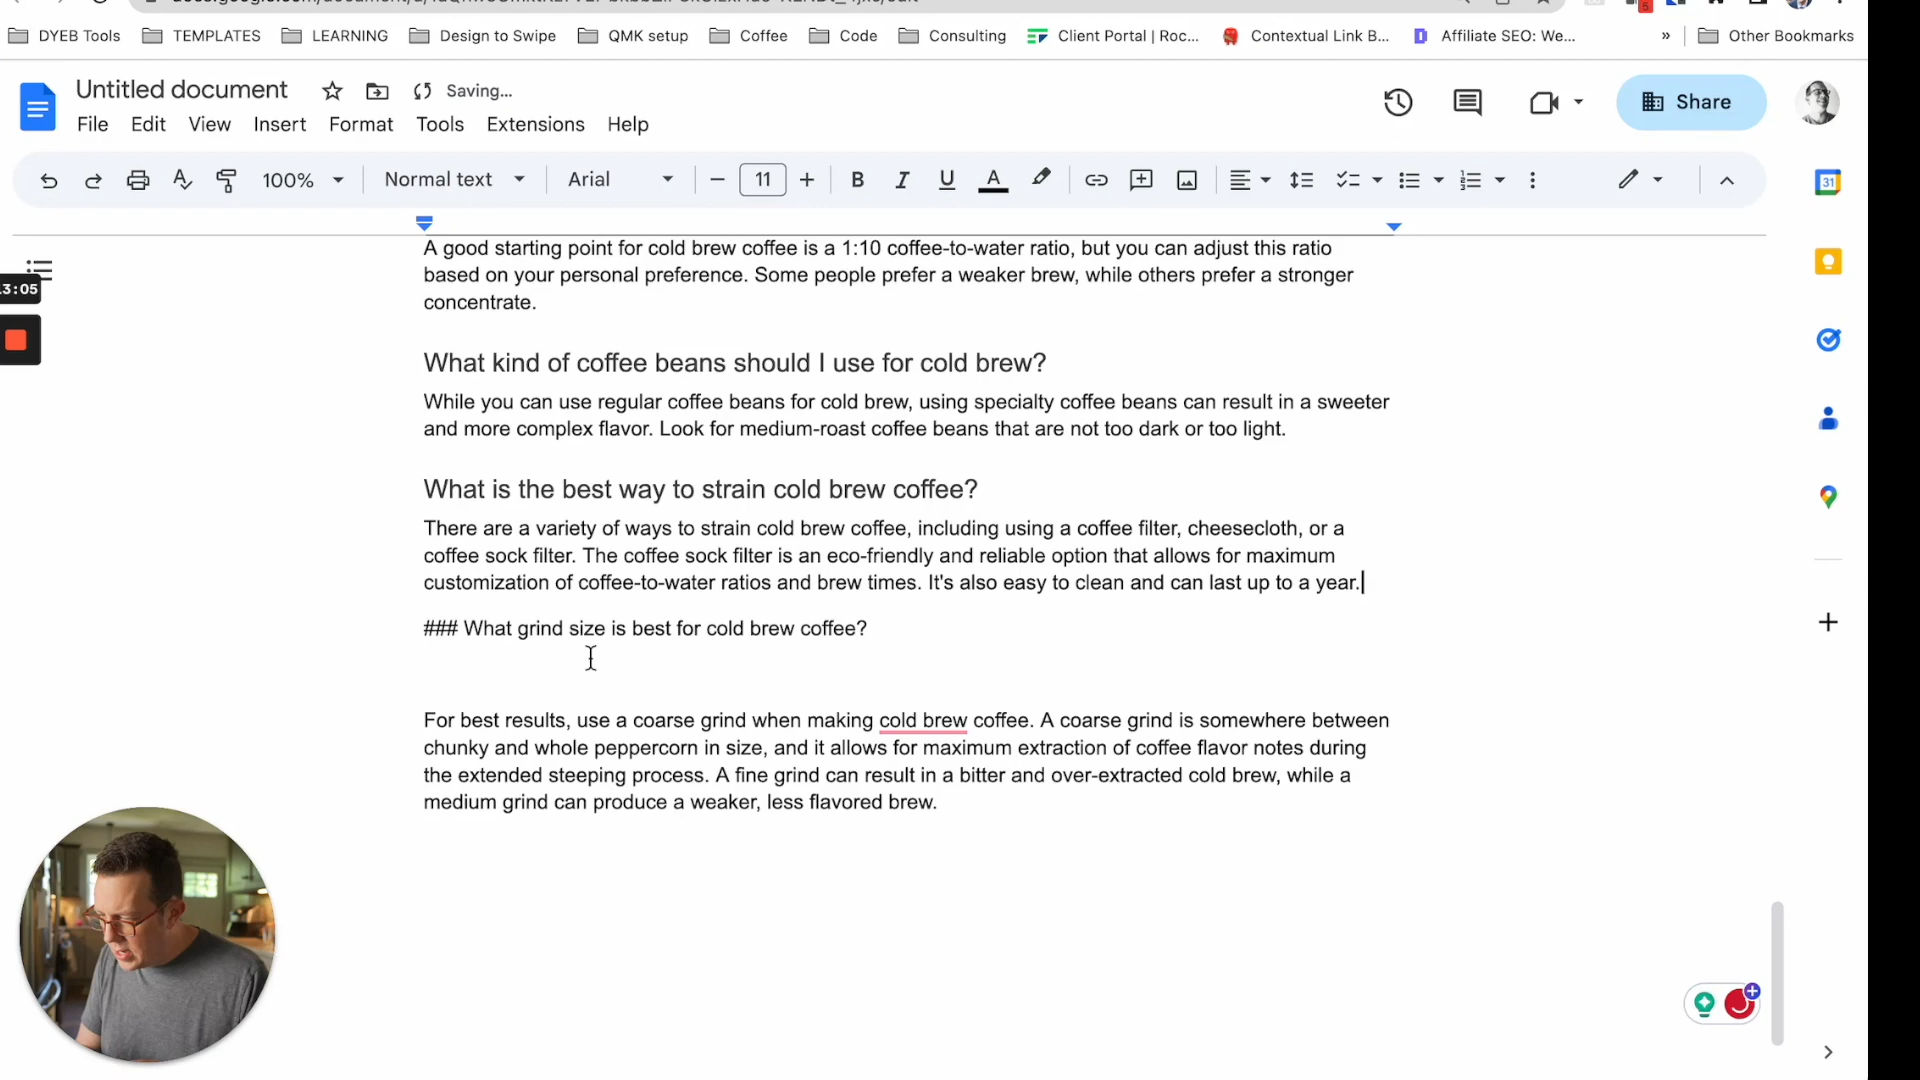 DYEB Tools
TEMPLATES
LEARNING
Design to Swipe
QMK setup
Coffee
Code
Consulting
Client Portal | Roc...
Contextual Link B...
Affiliate SEO: We...
»
Other Bookmarks
Untitled document
Saving...
File
Edit
View
Insert
Format
Tools
Extensions
Help
Share
100%
Normal text
Arial
11
B
I
U
A
31
A good starting point for cold brew coffee is a 1:10 coffee-to-water ratio, but you can adjust this ratio
based on your personal preference. Some people prefer a weaker brew, while others prefer a stronger
concentrate.
3:05
What kind of coffee beans should I use for cold brew?
While you can use regular coffee beans for cold brew, using specialty coffee beans can result in a sweeter
and more complex flavor. Look for medium-roast coffee beans that are not too dark or too light.
What is the best way to strain cold brew coffee?
There are a variety of ways to strain cold brew coffee, including using a coffee filter, cheesecloth, or a
coffee sock filter. The coffee sock filter is an eco-friendly and reliable option that allows for maximum
customization of coffee-to-water ratios and brew times. It's also easy to clean and can last up to a year.
### What grind size is best for cold brew coffee?
For best results, use a coarse grind when making cold brew coffee. A coarse grind is somewhere between
chunky and whole peppercorn in size, and it allows for maximum extraction of coffee flavor notes during
the extended steeping process. A fine grind can result in a bitter and over-extracted cold brew, while a
medium grind can produce a weaker, less flavored brew.